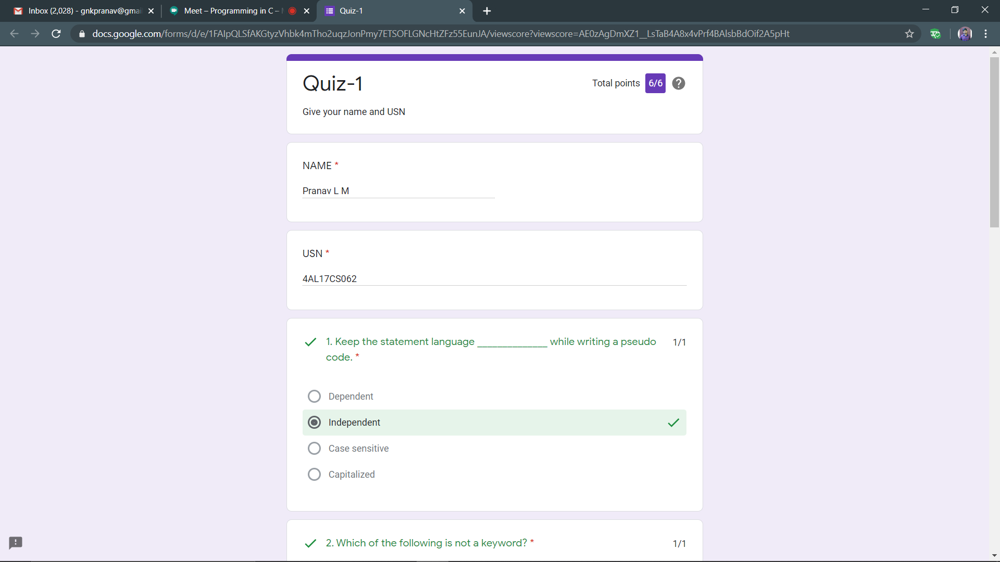 Inbox (2,028) - gnkpranav@gmai
Meet – Programming in C –
Quiz-1
docs.google.com/forms/d/e/1FAIpQLSfAKGtyzVhbk4mTho2uqzJonPmy7ETSOFLGNcHtZFz55EunJA/viewscore?viewscore=AE0zAgDmXZ1__LsTaB4A8x4vPrf4BAlsbBdOif2A5pHt
Quiz-1
Total points 6/6
Give your name and USN
NAME *
Pranav L M
USN *
4AL17CS062
1. Keep the statement language ______________ while writing a pseudo 1/1
code. *
Dependent
Independent
Case sensitive
Capitalized
2. Which of the following is not a keyword? * 1/1